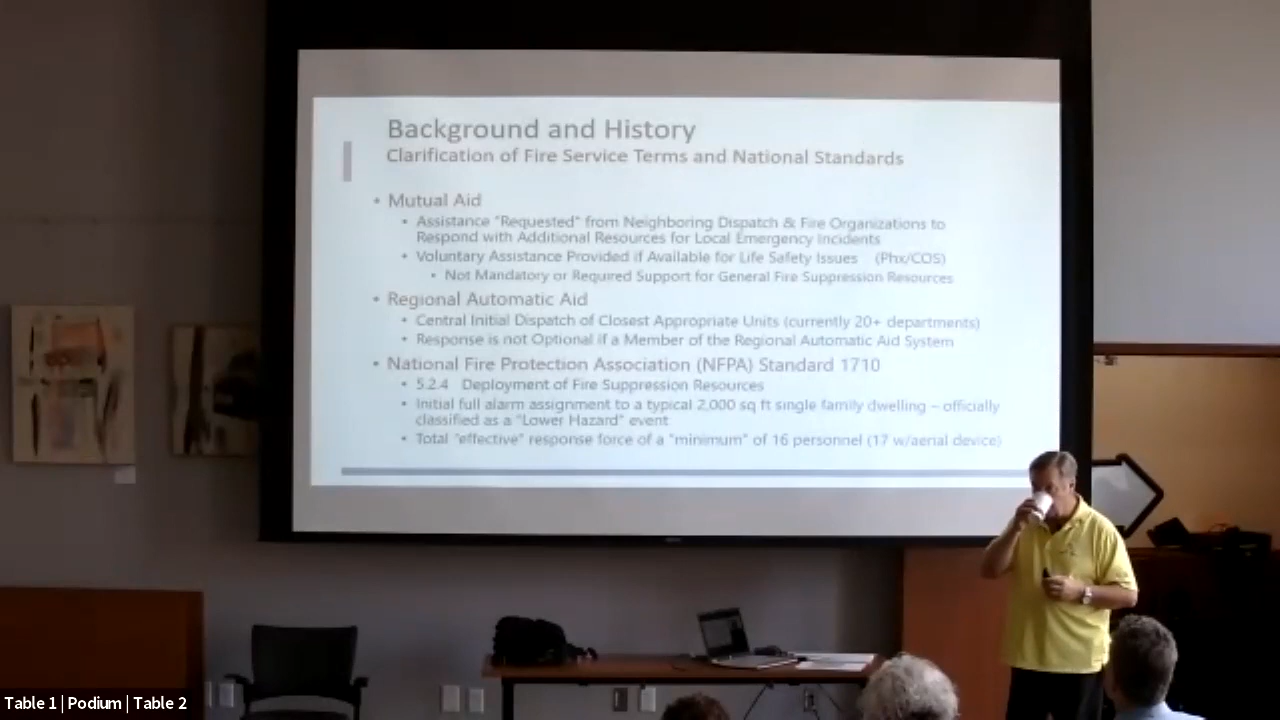 Background and History
Clarification of Fire Service Terms and National Standards
• Mutual Aid
• Assistance "Requested" from Neighboring Dispatch & Fire Organizations to
Respond with Additional Resources for Local Emergency Incidents
• Voluntary Assistance Provided if Available for Life Safety Issues (Phx/COS)
• Not Mandatory or Required Support for General Fire Suppression Resources
• Regional Automatic Aid
• Central Initial Dispatch of Closest Appropriate Units (currently 20+ departments)
• Response is not Optional if a Member of the Regional Automatic Aid System
• National Fire Protection Association (NFPA) Standard 1710
• 5.2.4 Deployment of Fire Suppression Resources
• Initial full alarm assignment to a typical 2,000 sq ft single family dwelling – officially
classified as a "Lower Hazard" event
• Total "effective" response force of a "minimum" of 16 personnel (17 w/aerial device)
Table 1 | Podium | Table 2